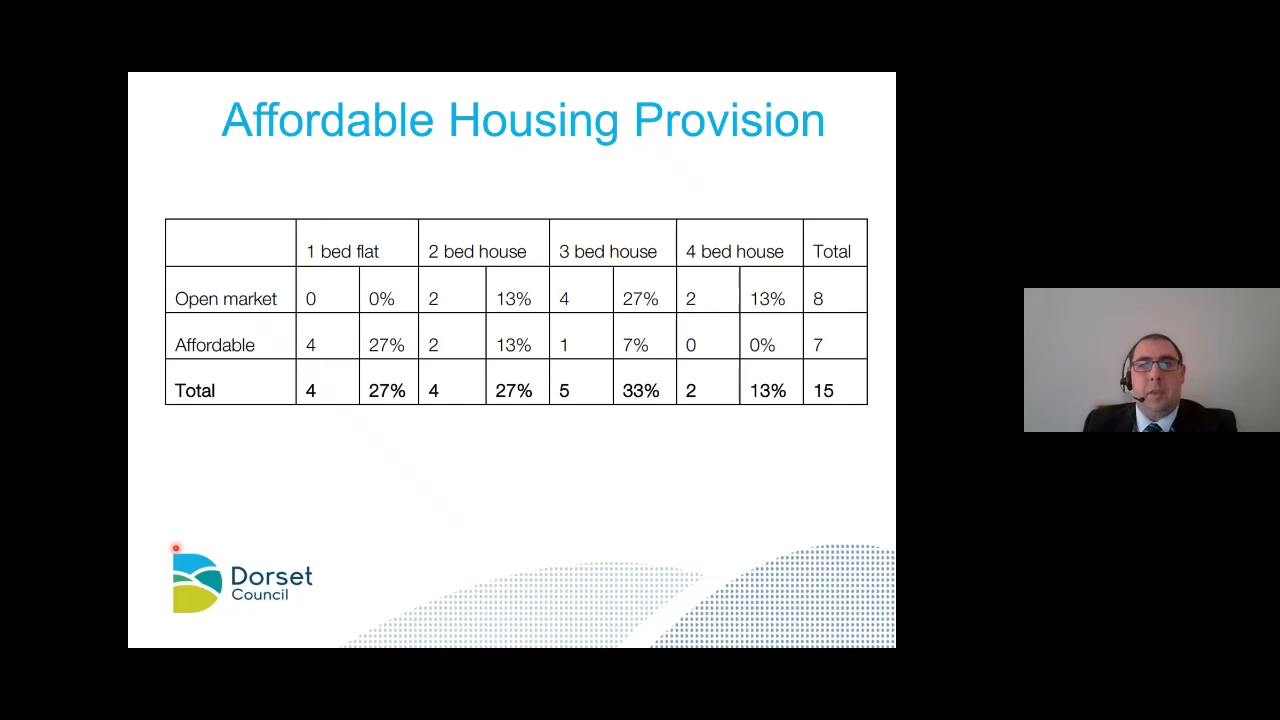 Affordable Housing Provision
1 bed flat 2 bed house 3 bed house 4 bed house Total
Open market 0 0% 2 13% 4 27% 2 13% 8
Affordable 4 27% 2 13% 1 7% 0 0% 7
Total 4 27% 4 27% 5 33% 2 13% 15
Dorset
Council